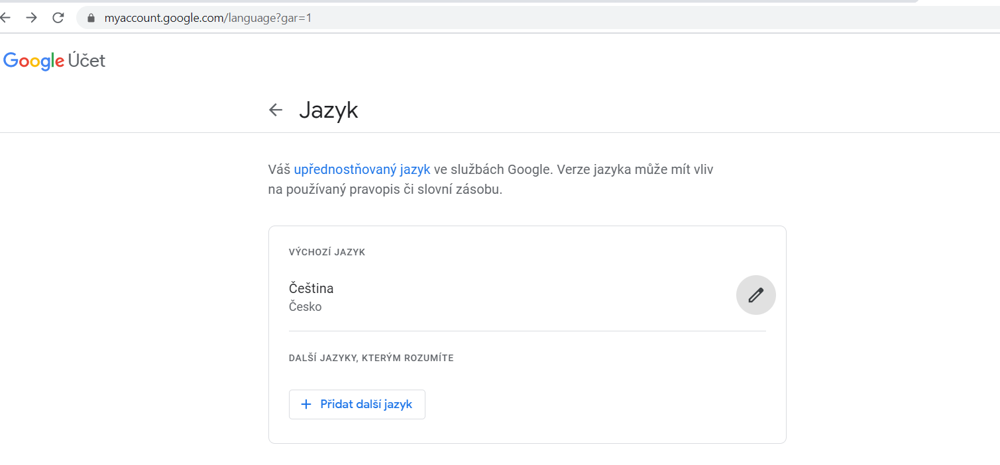 myaccount.google.com/language?gar=1
Google Účet
Jazyk
Váš upřednostňovaný jazyk ve službách Google. Verze jazyka může mít vliv
na používaný pravopis či slovní zásobu.
VÝCHOZÍ JAZYK
Čeština
Česko
DALŠÍ JAZYKY, KTERÝM ROZUMÍTE
+ Přidat další jazyk